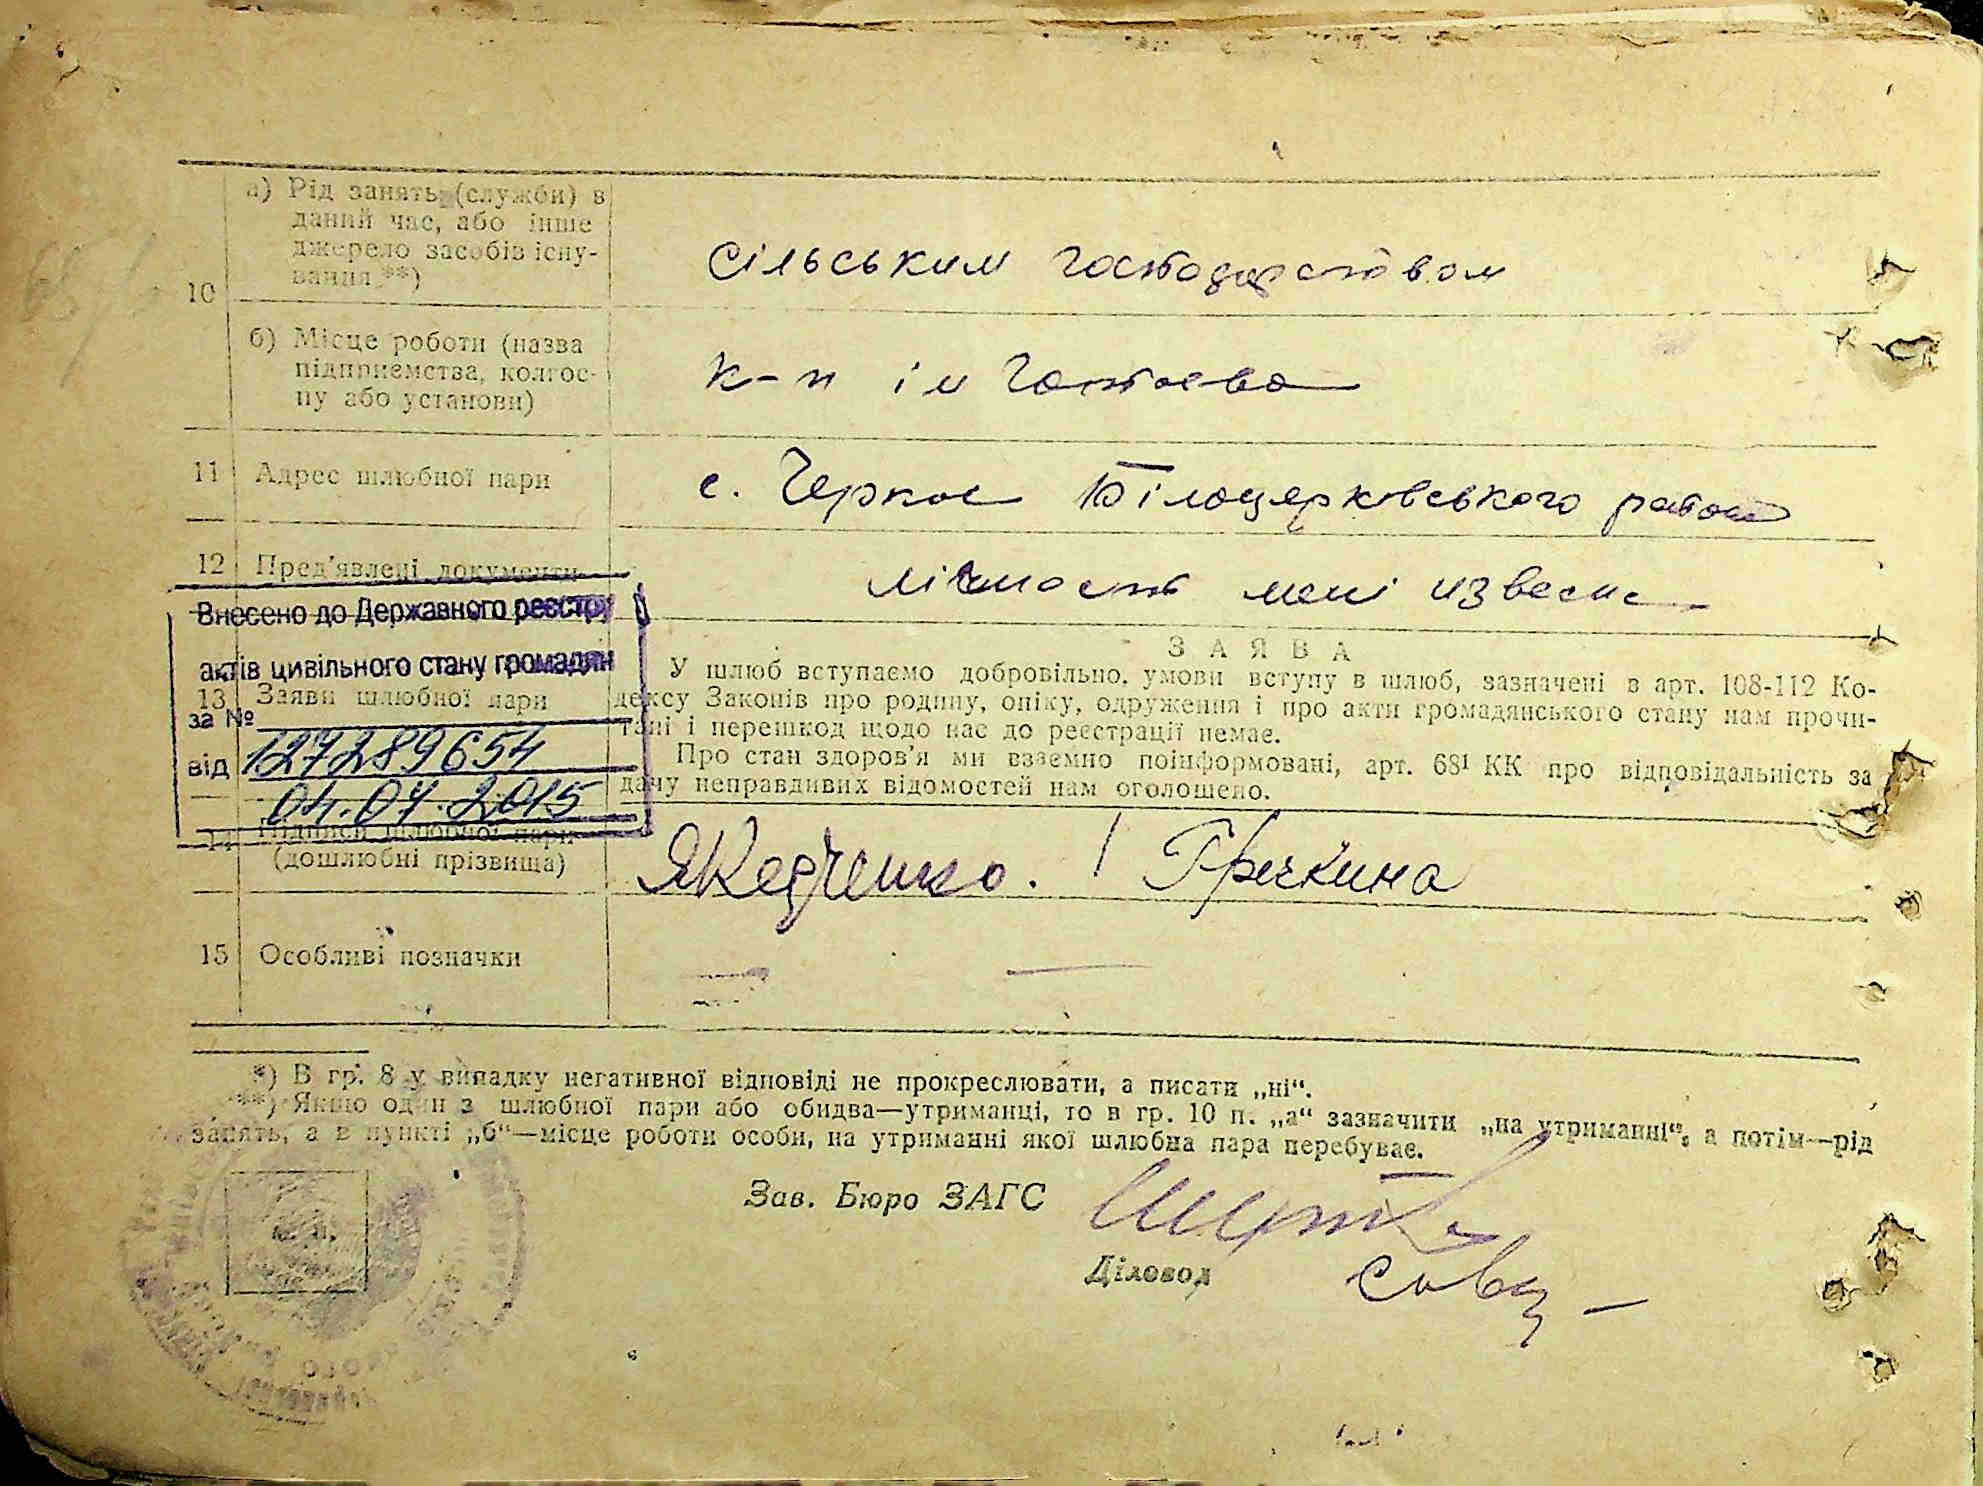 10
а) Рід занять (служби) в
даний час, або інше
джерело засобів існу-
вання **)
сільським господарством
б) Місце роботи (назва
підприємства, колгос-
пу або установи)
к-п ім
11 Адрес шлюбної пари
с. Черкас Білоцерковського району
12 Пред'явлені документи
мені
Внесено до Державного реєстру
актів цивільного стану громадян
за №
127289654
від
04.04.2015
13 Заяви шлюбної пари
ЗАЯВА
У шлюб вступаємо добровільно. умови вступу в шлюб, зазначені в арт. 108-112 Ко-
дексу Законів про родину, опіку, одруження і про акти громадянського стану нам прочи-
тані і перешкод щодо нас до реєстрації немає.
Про стан здоров'я ми взаємно поінформовані, арт. 68¹ КК про відповідальність за
дачу неправдивих відомостей нам оголошено.
14 Підписи шлюбної пари
(дошлюбні прізвища)
Гречкина
15 Особливі позначки
*) В гр. 8 у випадку негативної відповіді не прокреслювати, а писати „ні“.
**) Якщо один з шлюбної пари або обидва—утриманці, то в гр. 10 п. „а“ зазначити „на утриманні“, а потім—рід
занять, а в пункті „б“—місце роботи особи, на утриманні якої шлюбна пара перебуває.
Зав. Бюро ЗАГС
Діловод